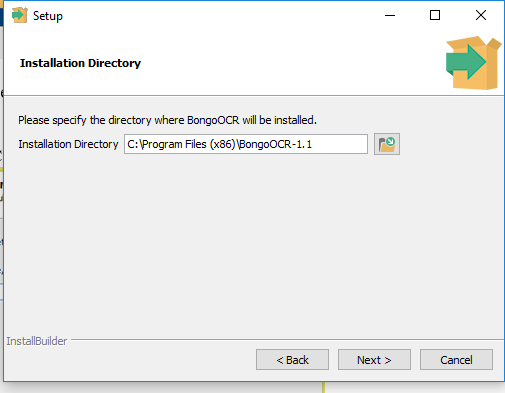 Setup
Installation Directory
Please specify the directory where BongoOCR will be installed.
Installation Directory C:\Program Files (x86)\BongoOCR-1.1
InstallBuilder
< Back Next > Cancel